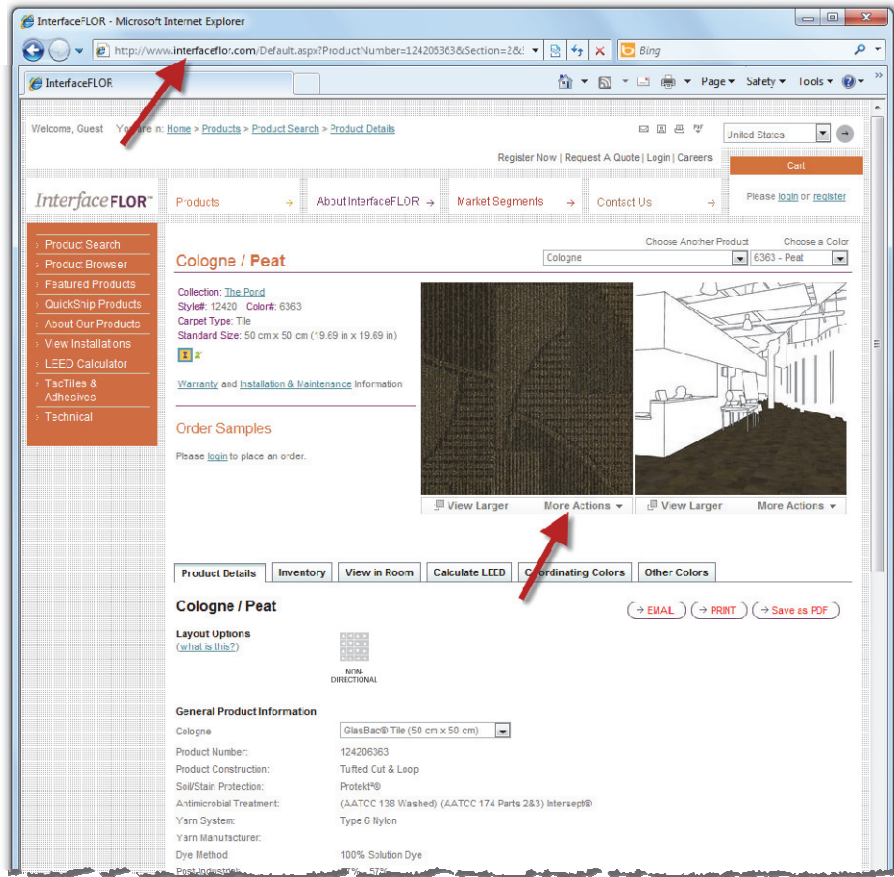 InterfaceFLOR - Microsoft Internet Explorer
http://www.interfaceflor.com/Default.aspx?ProductNumber=124206363&Section=2&
Bing
InterfaceFLOR
Page Safety Tools
Welcome, Guest You are in: Home > Products > Product Search > Product Details
United States
Register Now | Request A Quote | Login | Careers
Cart
InterfaceFLOR
Products → About InterfaceFLOR → Market Segments → Contact Us →
Please login or register
Product Search
Product Browser
Featured Products
QuickShip Products
About Our Products
View Installations
LEED Calculator
TacTiles &
Adhesives
Technical
Choose Another Product Choose a Color
Cologne / Peat
Cologne 6363 - Peat
Collection: The Pond
Style#: 12420 Color#: 6363
Carpet Type: Tile
Standard Size: 50 cm x 50 cm (19.69 in x 19.69 in)
Warranty and Installation & Maintenance Information
Order Samples
Please login to place an order.
View Larger More Actions View Larger More Actions
Product Details Inventory View in Room Calculate LEED Coordinating Colors Other Colors
Cologne / Peat
→ EMAIL → PRINT → Save as PDF
Layout Options
(what is this?)
NON-
DIRECTIONAL
General Product Information
Cologne GlasBac® Tile (50 cm x 50 cm)
Product Number: 124206363
Product Construction: Tufted Cut & Loop
Soil/Stain Protection: Protekt²®
Antimicrobial Treatment: (AATCC 138 Washed) (AATCC 174 Parts 2&3) Intersept®
Yarn System: Type 6 Nylon
Yarn Manufacturer:
Dye Method 100% Solution Dye